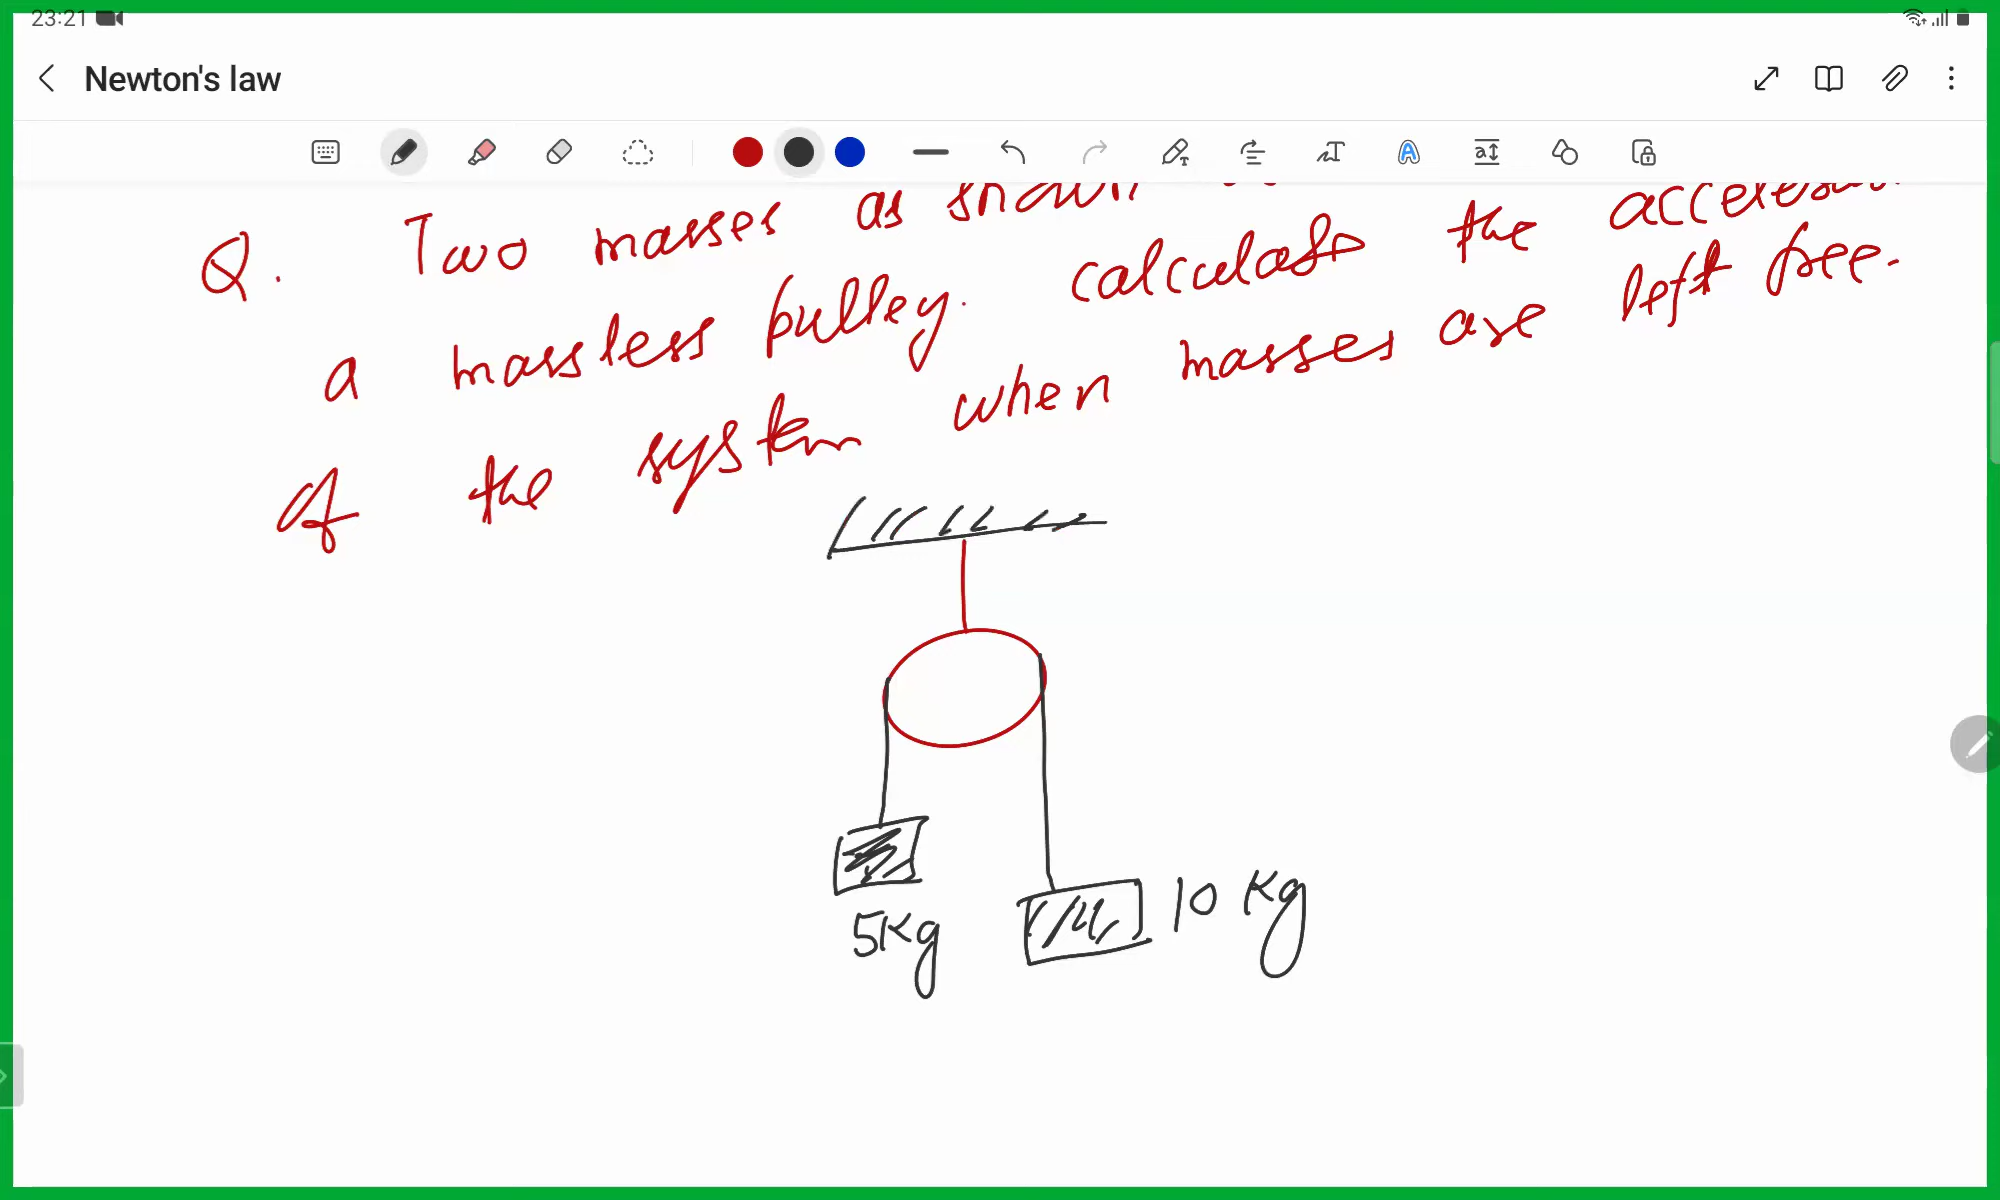 23:21
Newton's law
Q. Two masses as shown
a massless pulley. calculate the
of the system when masses are left free.
5Kg
10 Kg